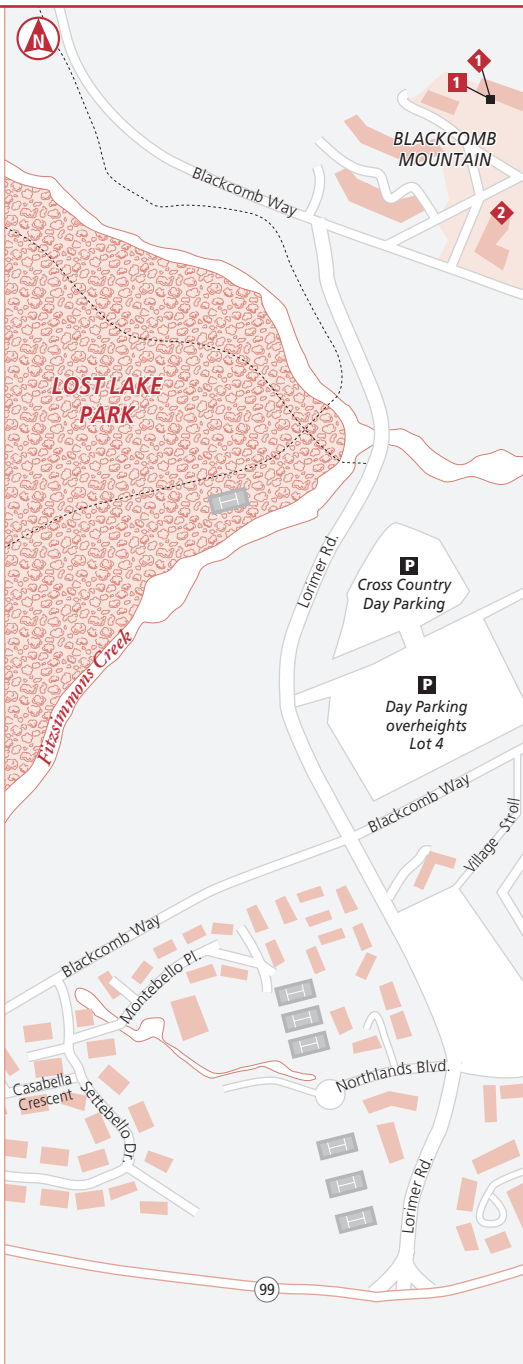 N
1
1
BLACKCOMB
MOUNTAIN
Blackcomb Way
2
LOST LAKE
PARK
Lorimer Rd.
P
Cross Country
Day Parking
Fitzsimmons Creek
P
Day Parking
overheights
Lot 4
Blackcomb Way
Village Stroll
Blackcomb Way
Montebello Pl.
Northlands Blvd.
Casabella
Crescent
Settebello Dr.
Lorimer Rd.
99